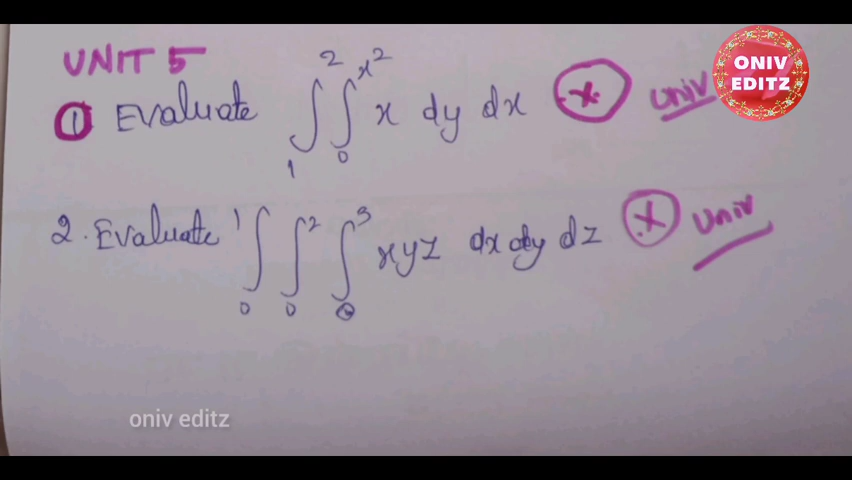 UNIT 5
① Evaluate ∫₁² ∫₀^{x²} x dy dx * univ
2. Evaluate ∫₀¹ ∫₀² ∫₀³ xyz dx dy dz * univ
ONIV
EDITZ
oniv editz